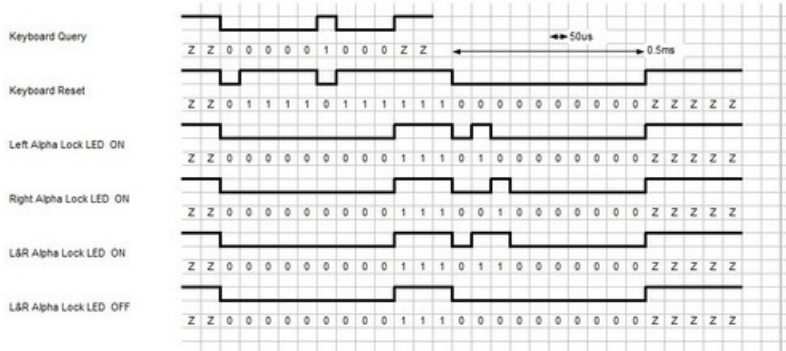 Keyboard Query
Z Z 0 0 0 0 0 1 0 0 0 Z Z
50us
0.5ms
Keyboard Reset
Z Z 0 1 1 1 1 0 1 1 1 1 1 1 0 0 0 0 0 0 0 0 0 0 Z Z Z Z Z
Left Alpha Lock LED ON
Z Z 0 0 0 0 0 0 0 0 0 1 1 1 0 1 0 0 0 0 0 0 0 0 Z Z Z Z Z
Right Alpha Lock LED ON
Z Z 0 0 0 0 0 0 0 0 0 1 1 1 0 0 1 0 0 0 0 0 0 0 Z Z Z Z Z
L&R Alpha Lock LED ON
Z Z 0 0 0 0 0 0 0 0 0 1 1 1 0 1 1 0 0 0 0 0 0 0 Z Z Z Z Z
L&R Alpha Lock LED OFF
Z Z 0 0 0 0 0 0 0 0 0 1 1 1 0 0 0 0 0 0 0 0 0 0 Z Z Z Z Z